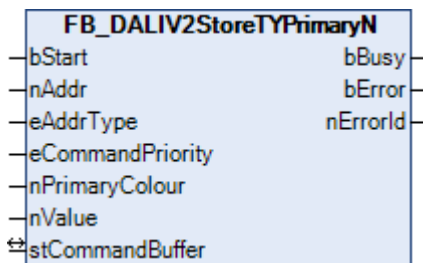 FB_DALIV2StoreTYPrimaryN
bStart bBusy
nAddr bError
eAddrType nErrorId
eCommandPriority
nPrimaryColour
nValue
stCommandBuffer